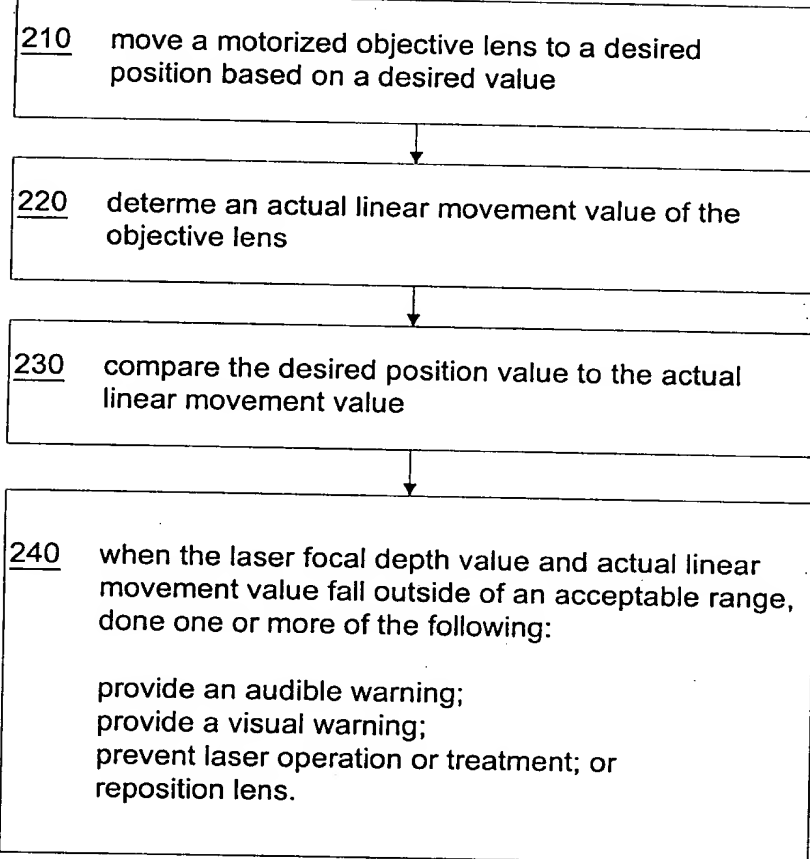 210 move a motorized objective lens to a desired
position based on a desired value
220 determe an actual linear movement value of the
objective lens
230 compare the desired position value to the actual
linear movement value
240 when the laser focal depth value and actual linear
movement value fall outside of an acceptable range,
done one or more of the following:
provide an audible warning;
provide a visual warning;
prevent laser operation or treatment; or
reposition lens.